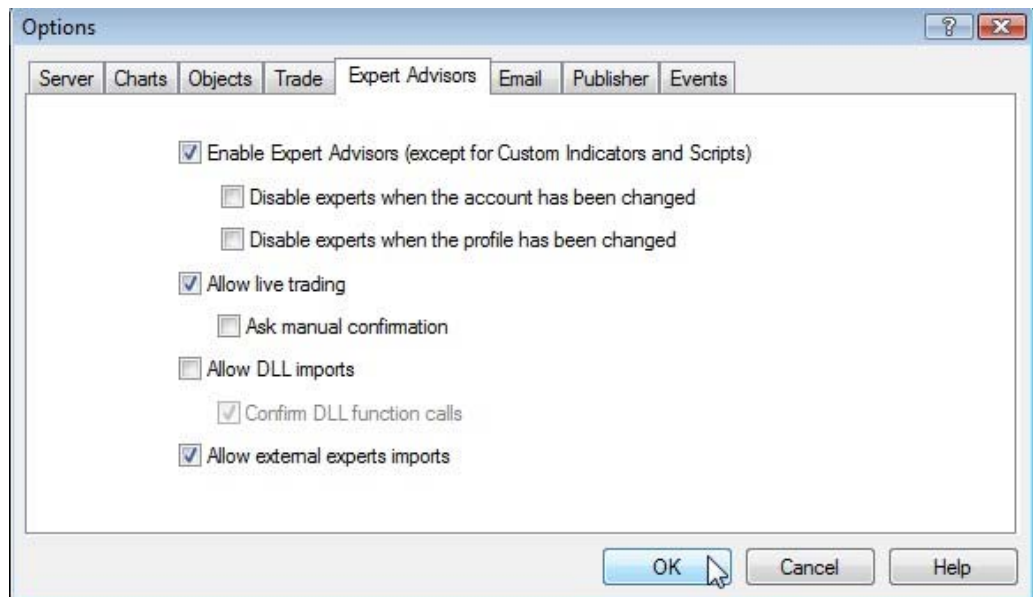 Options
Server Charts Objects Trade Expert Advisors Email Publisher Events
Enable Expert Advisors (except for Custom Indicators and Scripts)
Disable experts when the account has been changed
Disable experts when the profile has been changed
Allow live trading
Ask manual confirmation
Allow DLL imports
Confirm DLL function calls
Allow external experts imports
OK Cancel Help